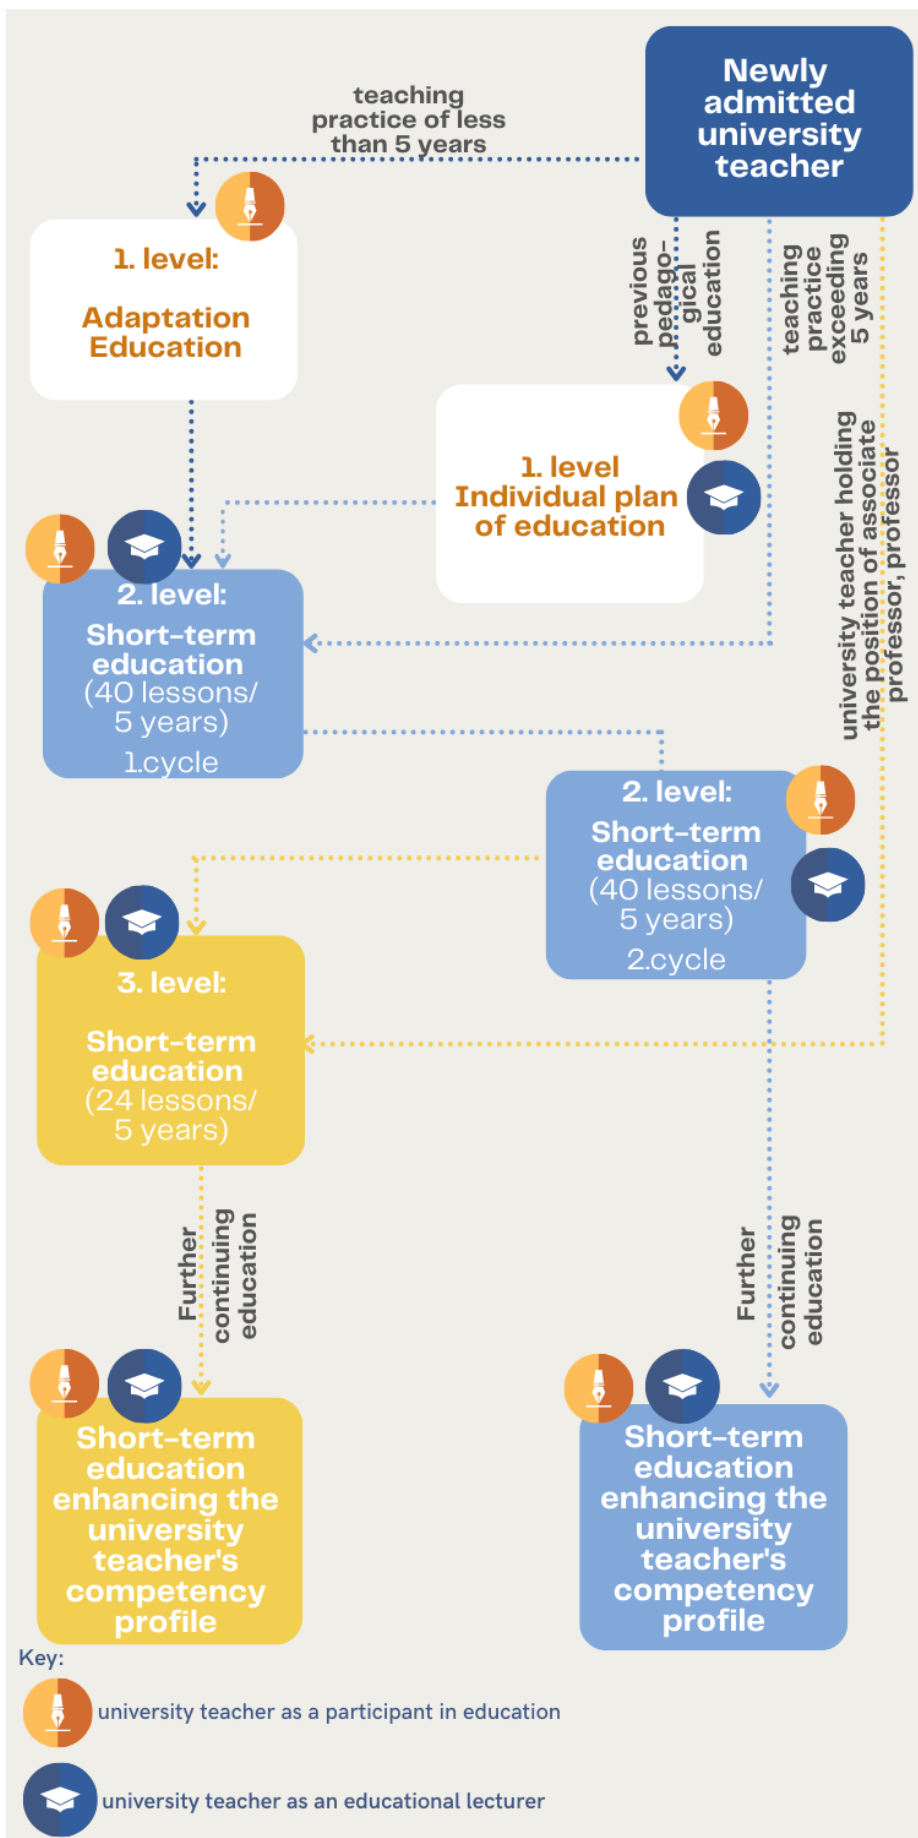 Newly
admitted
university
teacher
teaching
practice of less
than 5 years
1. level:
Adaptation
Education
previous
pedago-
gical
education
teaching
practice
exceeding
5 years
university teacher holding
the position of associate
professor, professor
1. level
Individual plan
of education
2. level:
Short-term
education
(40 lessons/
5 years)
1.cycle
2. level:
Short-term
education
(40 lessons/
5 years)
2.cycle
3. level:
Short-term
education
(24 lessons/
5 years)
Further
continuing
education
Further
continuing
education
Short-term
education
enhancing the
university
teacher's
competency
profile
Short-term
education
enhancing the
university
teacher's
competency
profile
Key:
university teacher as a participant in education
university teacher as an educational lecturer